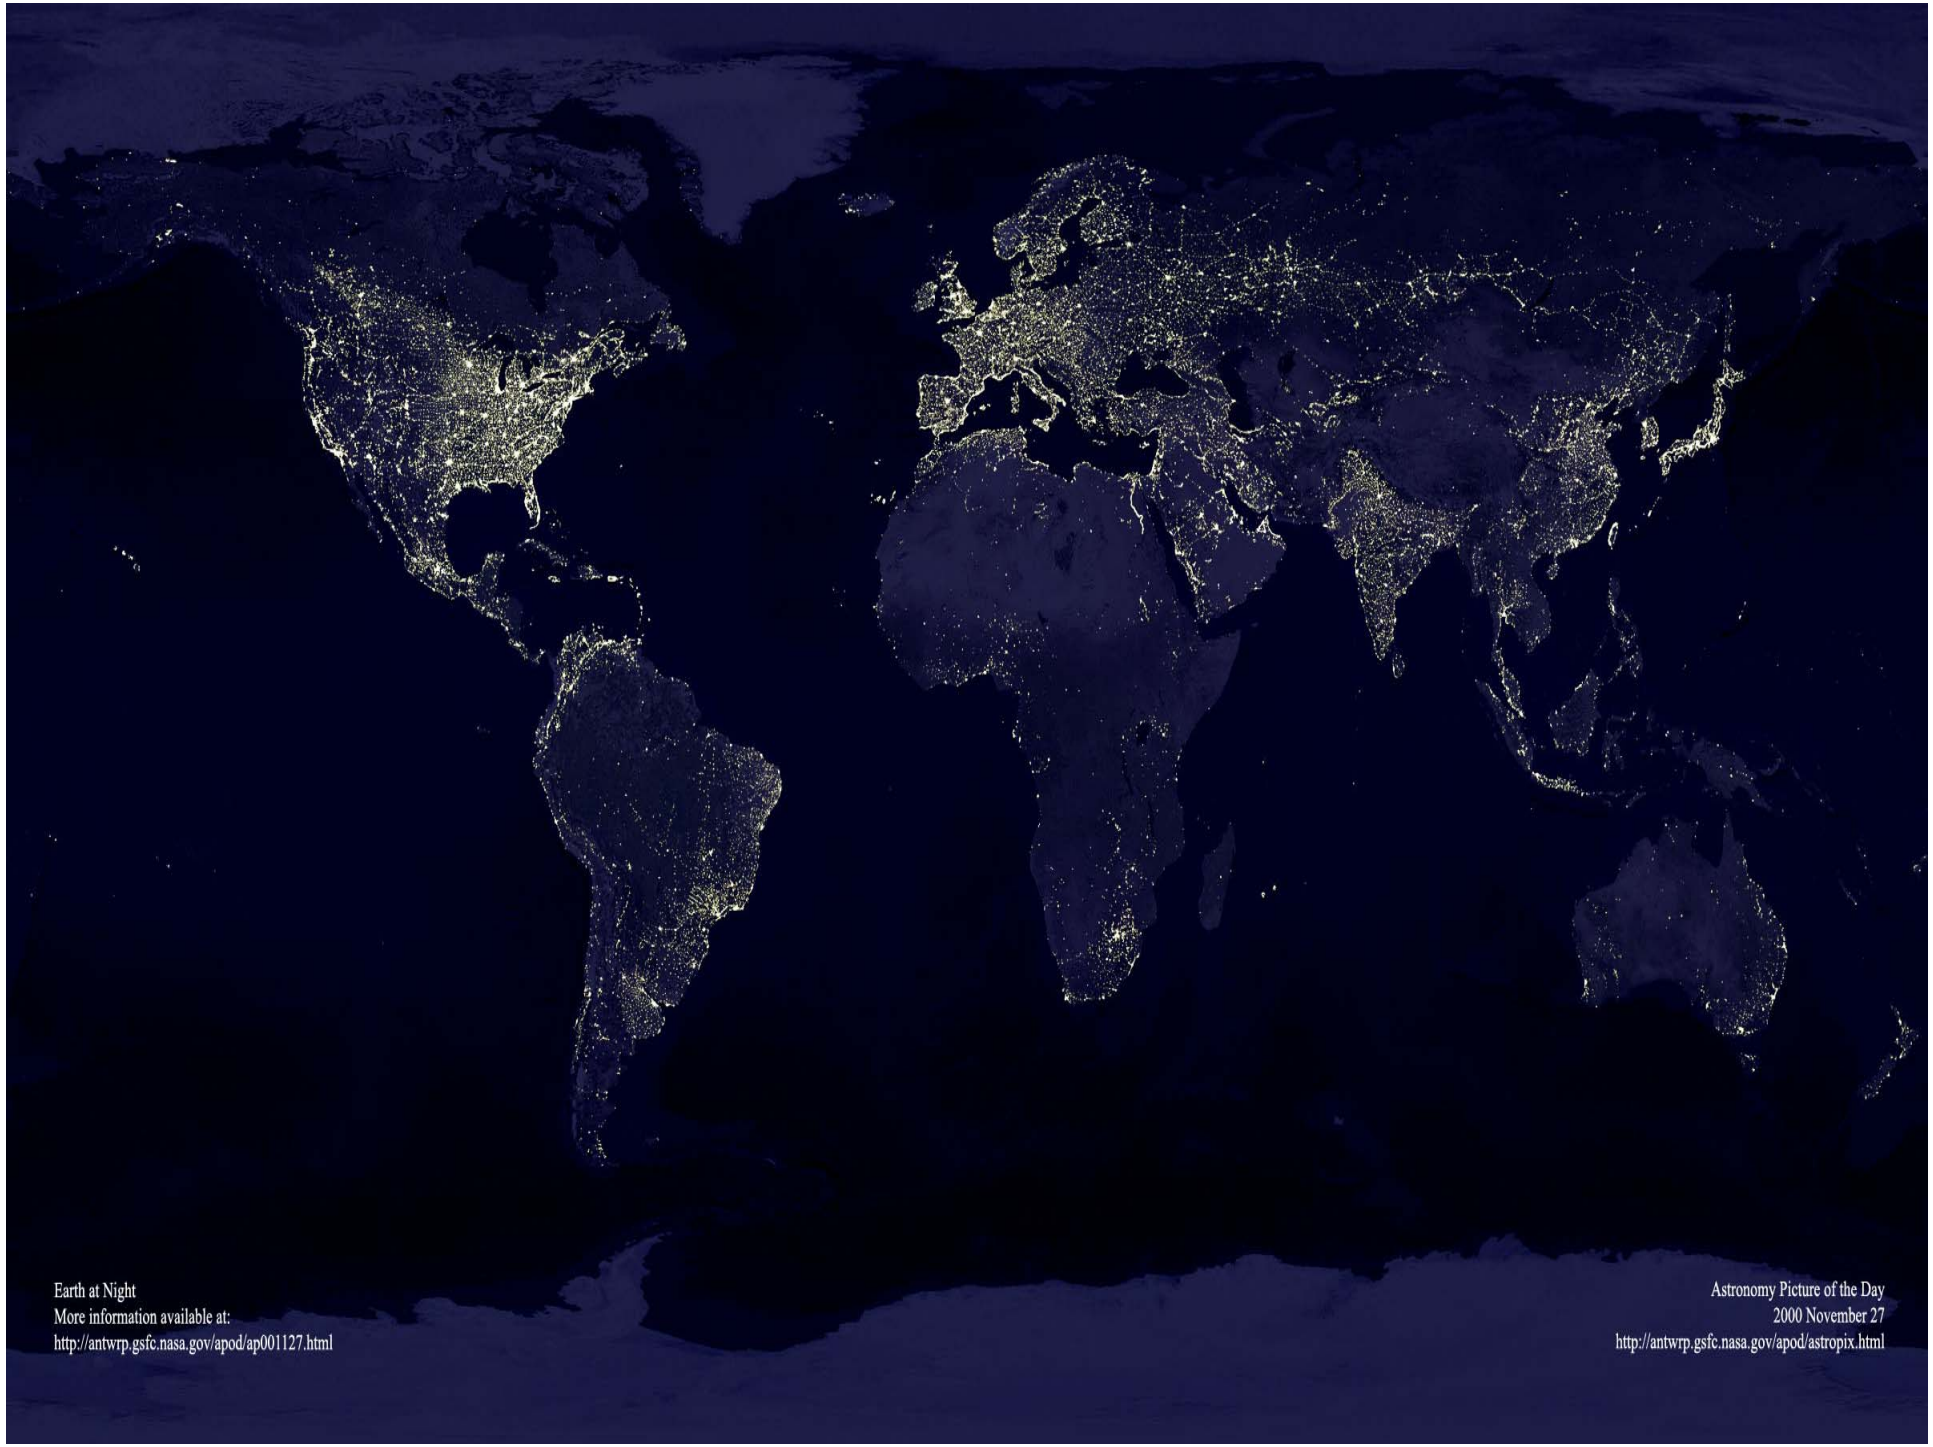 Earth at Night
More information available at:
http://antwrp.gsfc.nasa.gov/apod/ap001127.html
Astronomy Picture of the Day
2000 November 27
http://antwrp.gsfc.nasa.gov/apod/astropix.html